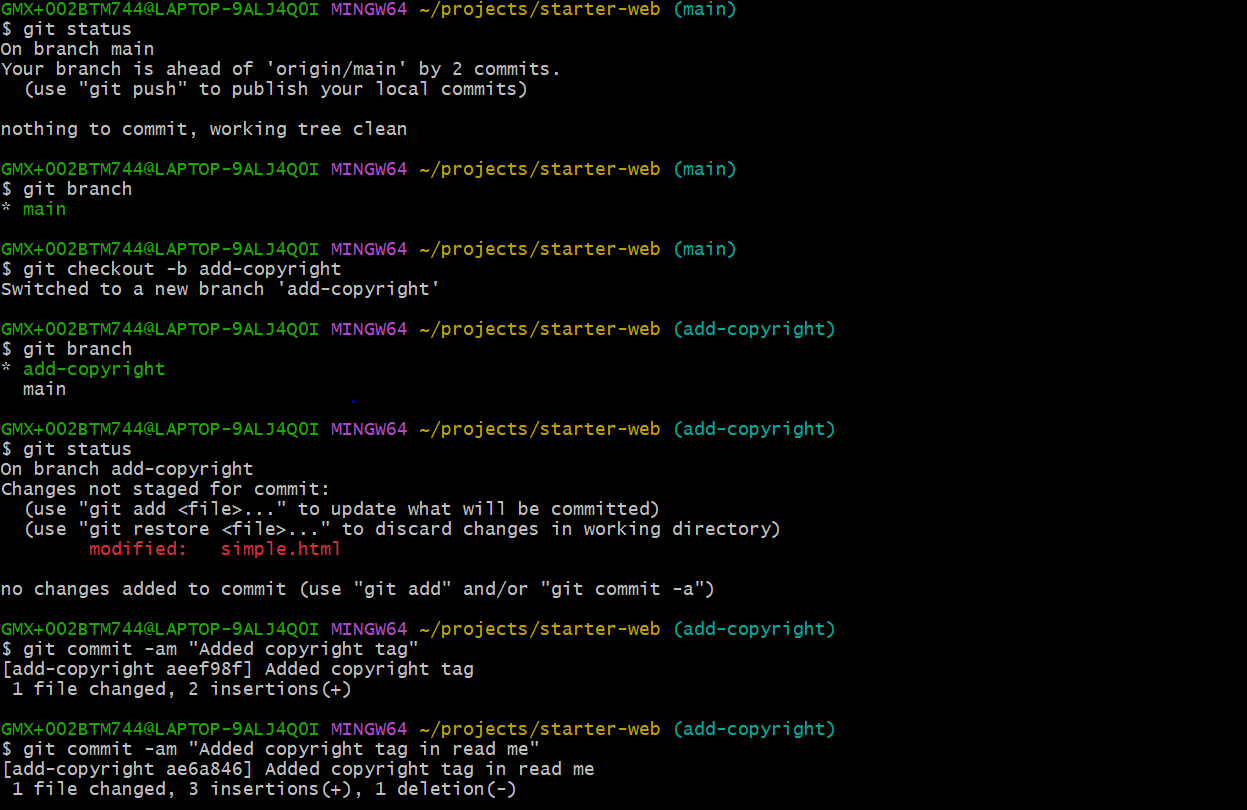 GMX+002BTM744@LAPTOP-9ALJ4Q0I MINGW64 ~/projects/starter-web (main)
$ git status
On branch main
Your branch is ahead of 'origin/main' by 2 commits.
  (use "git push" to publish your local commits)
nothing to commit, working tree clean
GMX+002BTM744@LAPTOP-9ALJ4Q0I MINGW64 ~/projects/starter-web (main)
$ git branch
* main
GMX+002BTM744@LAPTOP-9ALJ4Q0I MINGW64 ~/projects/starter-web (main)
$ git checkout -b add-copyright
Switched to a new branch 'add-copyright'
GMX+002BTM744@LAPTOP-9ALJ4Q0I MINGW64 ~/projects/starter-web (add-copyright)
$ git branch
* add-copyright
  main
GMX+002BTM744@LAPTOP-9ALJ4Q0I MINGW64 ~/projects/starter-web (add-copyright)
$ git status
On branch add-copyright
Changes not staged for commit:
  (use "git add <file>..." to update what will be committed)
  (use "git restore <file>..." to discard changes in working directory)
        modified:   simple.html
no changes added to commit (use "git add" and/or "git commit -a")
GMX+002BTM744@LAPTOP-9ALJ4Q0I MINGW64 ~/projects/starter-web (add-copyright)
$ git commit -am "Added copyright tag"
[add-copyright aeef98f] Added copyright tag
 1 file changed, 2 insertions(+)
GMX+002BTM744@LAPTOP-9ALJ4Q0I MINGW64 ~/projects/starter-web (add-copyright)
$ git commit -am "Added copyright tag in read me"
[add-copyright ae6a846] Added copyright tag in read me
 1 file changed, 3 insertions(+), 1 deletion(-)